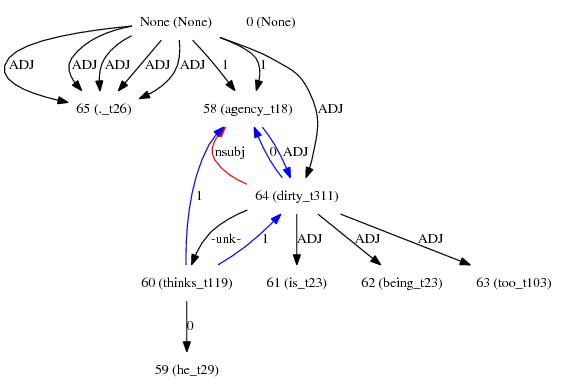 None (None) 0 (None)
ADJ ADJ ADJ ADJ ADJ 1 1
65 (._t26) 58 (agency_t18) ADJ
nsubj 0 ADJ
1 64 (dirty_t311)
-unk- 1 ADJ ADJ ADJ
60 (thinks_t119) 61 (is_t23) 62 (being_t23) 63 (too_t103)
0
59 (he_t29)